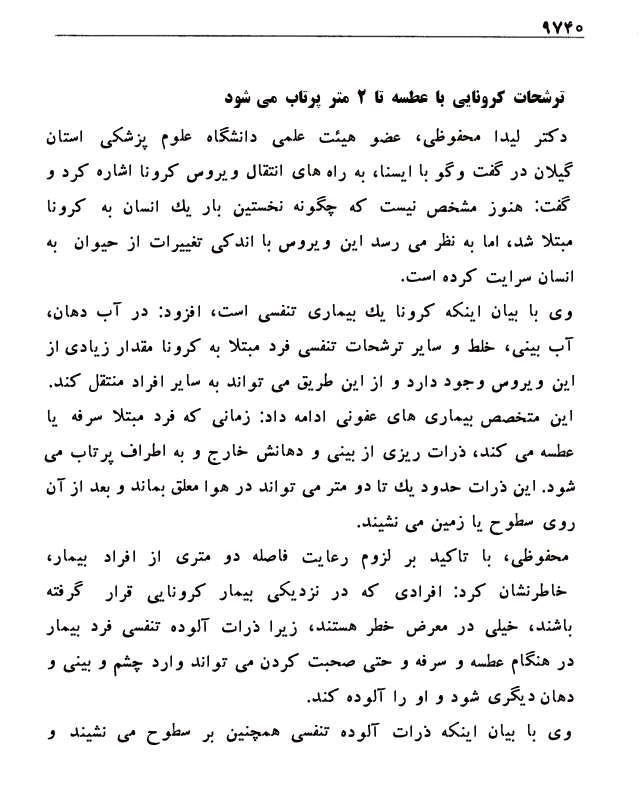 ۹۷۴۰
ترشحات کرونایی با عطسه تا ۲ متر پرتاب می شود
دکتر لیدا محفوظی، عضو هیئت علمی دانشگاه علوم پزشکی استان
گیلان در گفت وگو با ایسنا، به راه های انتقال ویروس کرونا اشاره کرد و
گفت: هنوز مشخص نیست که چگونه نخستین بار یك انسان به کرونا
مبتلا شد، اما به نظر می رسد این ویروس با اندکی تغییرات از حیوان به
انسان سرایت کرده است.
وی با بیان اینکه کرونا یك بیماری تنفسی است، افزود: در آب دهان،
آب بینی، خلط و سایر ترشحات تنفسی فرد مبتلا به کرونا مقدار زیادی از
این ویروس وجود دارد و از این طریق می تواند به سایر افراد منتقل کند.
این متخصص بیماری های عفونی ادامه داد: زمانی که فرد مبتلا سرفه یا
عطسه می کند، ذرات ریزی از بینی و دهانش خارج و به اطراف پرتاب می
شود. این ذرات حدود یك تا دو متر می تواند در هوا معلق بماند و بعد از آن
روی سطوح یا زمین می نشیند.
محفوظی، با تاکید بر لزوم رعایت فاصله دو متری از افراد بیمار،
خاطرنشان کرد: افرادی که در نزدیکی بیمار کرونایی قرار گرفته
باشند، خیلی در معرض خطر هستند، زیرا ذرات آلوده تنفسی فرد بیمار
در هنگام عطسه و سرفه و حتی صحبت کردن می تواند وارد چشم و بینی و
دهان دیگری شود و او را آلوده کند.
وی با بیان اینکه ذرات آلوده تنفسی همچنین بر سطوح می نشیند و